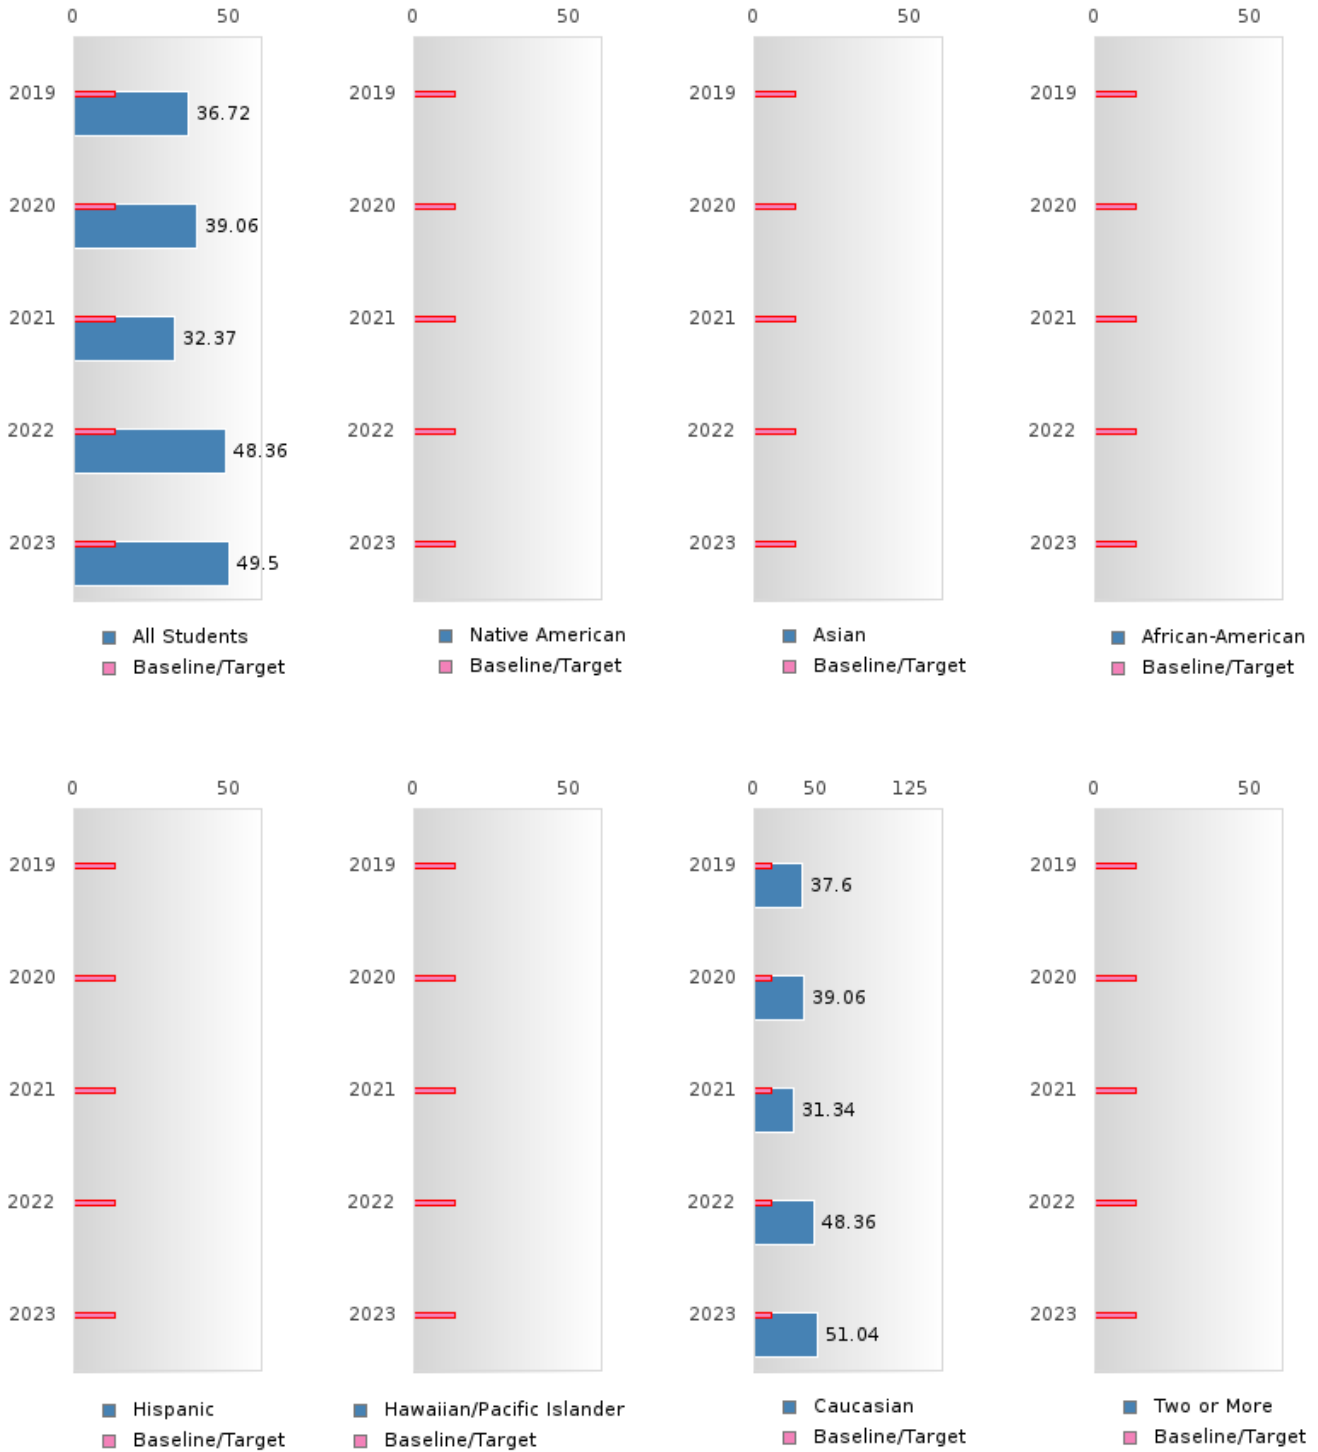 0 50 0 50 0 50 0 50
2019 36.72 2019 2019 2019
2020 39.06 2020 2020 2020
2021 32.37 2021 2021 2021
2022 48.36 2022 2022 2022
2023 49.5 2023 2023 2023
All Students Native American Asian African-American
Baseline/Target Baseline/Target Baseline/Target Baseline/Target
0 50 0 50 0 50 125 0 50
2019 2019 2019 37.6 2019
2020 2020 2020 39.06 2020
2021 2021 2021 31.34 2021
2022 2022 2022 48.36 2022
2023 2023 2023 51.04 2023
Hispanic Hawaiian/Pacific Islander Caucasian Two or More
Baseline/Target Baseline/Target Baseline/Target Baseline/Target